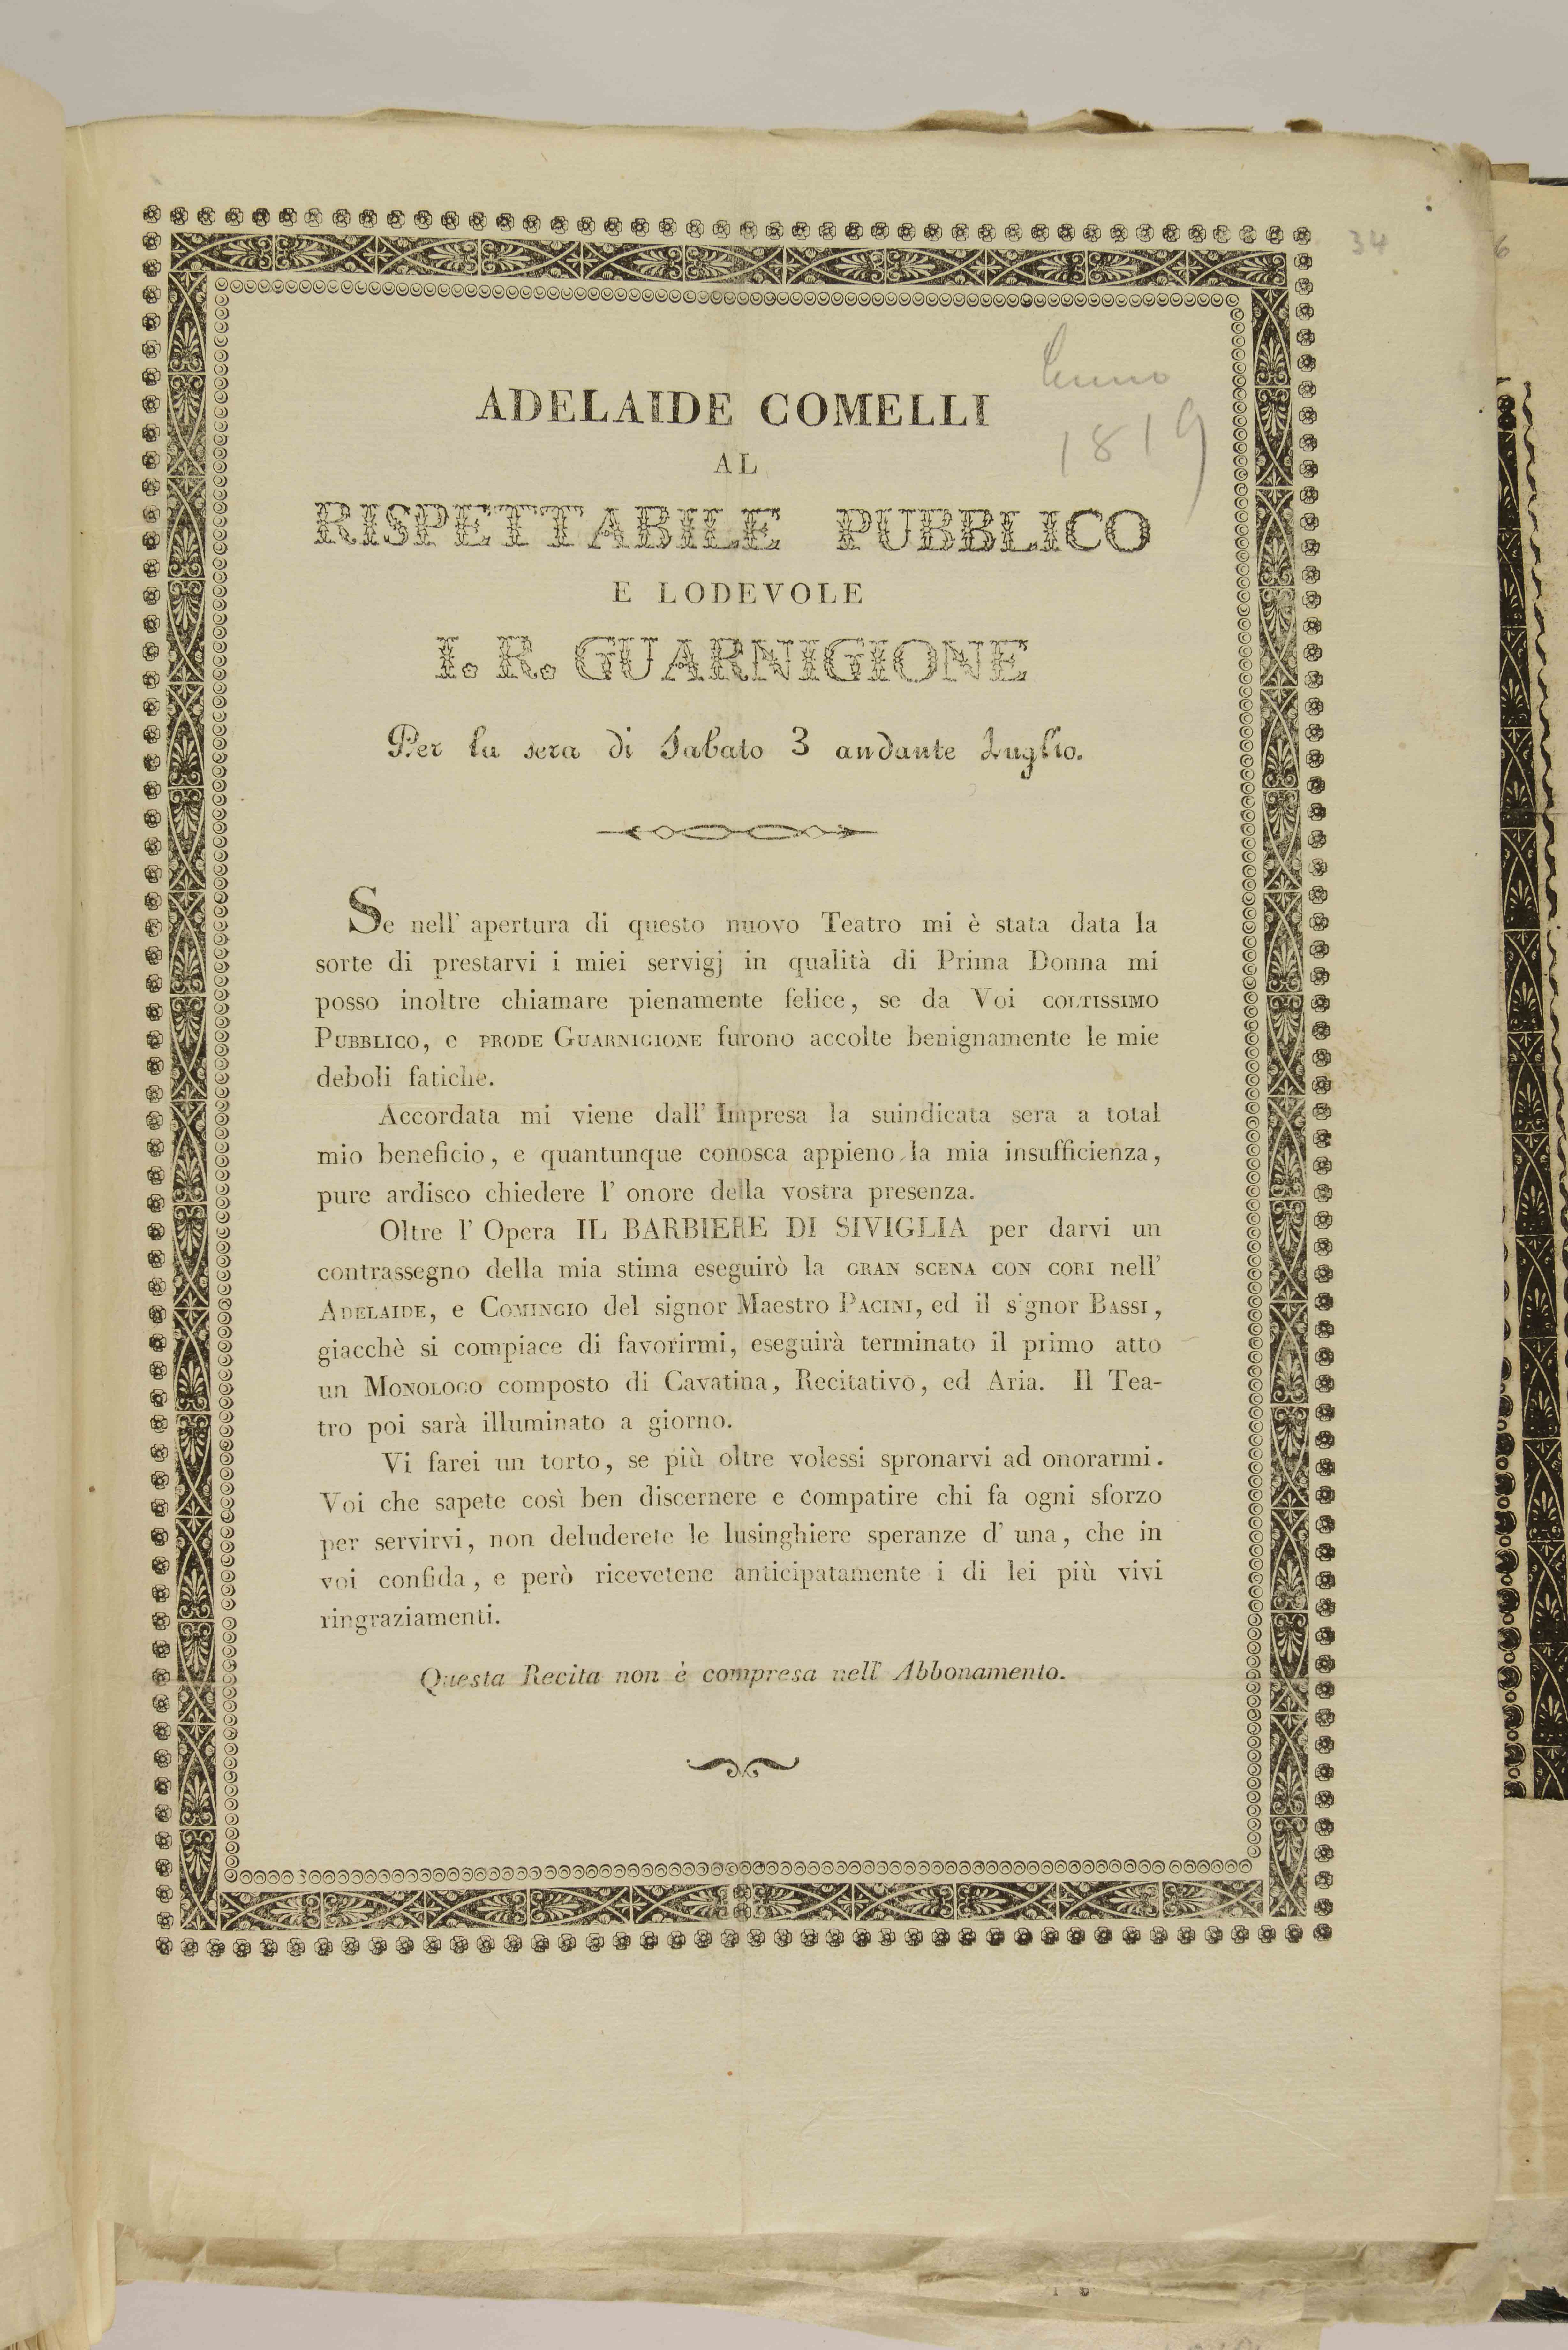 34
6
Anno
1819
ADELAIDE COMELLI
AL
RISPETTABILE PUBBLICO
E LODEVOLE
I. R. GUARNIGIONE
Per la sera di Sabato 3 andante Luglio.
Se nell' apertura di questo nuovo Teatro mi è stata data la
sorte di prestarvi i miei servigj in qualità di Prima Donna mi
posso inoltre chiamare pienamente felice, se da Voi COLTISSIMO
PUBBLICO, e PRODE GUARNIGIONE furono accolte benignamente le mie
deboli fatiche.
Accordata mi viene dall' Impresa la suindicata sera a total
mio beneficio, e quantunque conosca appieno la mia insufficienza,
pure ardisco chiedere l' onore della vostra presenza.
Oltre l' Opera IL BARBIERE DI SIVIGLIA per darvi un
contrassegno della mia stima eseguirò la GRAN SCENA CON CORI nell'
ADELAIDE, e COMINGIO del signor Maestro PACINI, ed il signor BASSI,
giacchè si compiace di favorirmi, eseguirà terminato il primo atto
un MONOLOGO composto di Cavatina, Recitativo, ed Aria. Il Tea-
tro poi sarà illuminato a giorno.
Vi farei un torto, se più oltre volessi spronarvi ad onorarmi.
Voi che sapete così ben discernere e compatire chi fa ogni sforzo
per servirvi, non deluderete le lusinghiere speranze d' una, che in
voi confida, e però ricevetene anticipatamente i di lei più vivi
ringraziamenti.
Questa Recita non è compresa nell' Abbonamento.